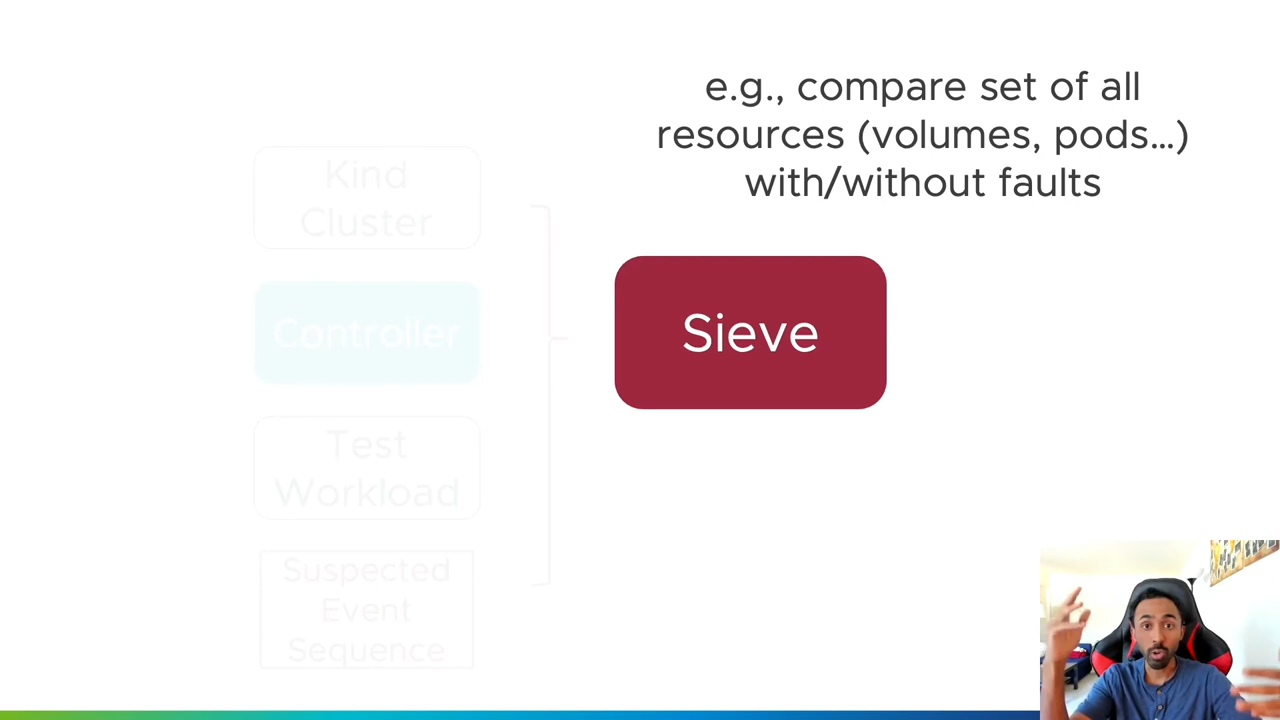 e.g., compare set of all
resources (volumes, pods...)
with/without faults
Kind
Cluster
Controller
Sieve
Test
Workload
Suspected
Event
Sequence